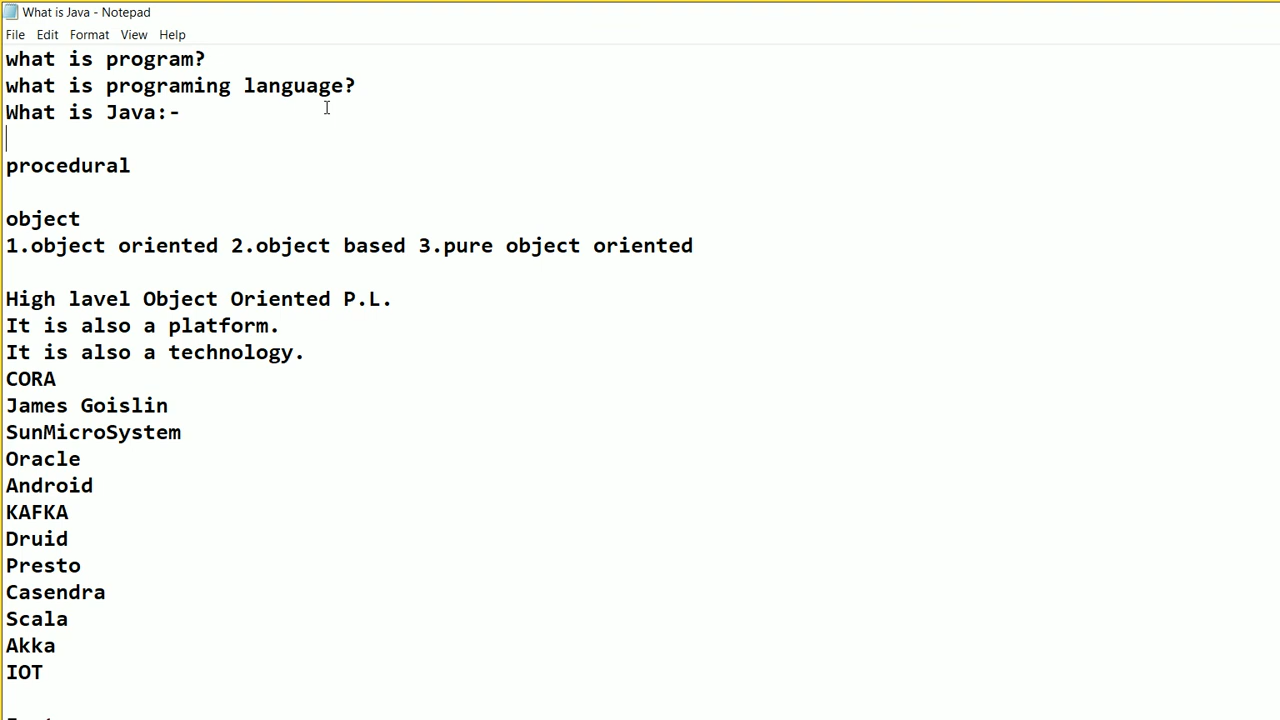 What is Java - Notepad
File Edit Format View Help
what is program?
what is programing language?
What is Java:-
procedural
object
1.object oriented 2.object based 3.pure object oriented
High lavel Object Oriented P.L.
It is also a platform.
It is also a technology.
CORA
James Goislin
SunMicroSystem
Oracle
Android
KAFKA
Druid
Presto
Casendra
Scala
Akka
IOT